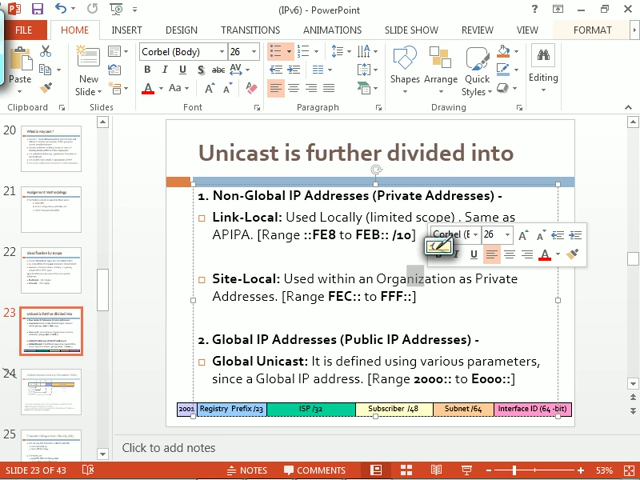 (IPv6) - PowerPoint
FILE HOME INSERT DESIGN TRANSITIONS ANIMATIONS SLIDE SHOW REVIEW VIEW FORMAT
Corbel (Body) 26
Paste New Slide B I U S abc AV A Aa A Shapes Arrange Quick Styles Editing
Clipboard Slides Font Paragraph Drawing
20
21
22
23
24
25
Unicast is further divided into
1. Non-Global IP Addresses (Private Addresses) -
Link-Local: Used Locally (limited scope) . Same as
APIPA. [Range ::FE8 to FEB:: /10]
Corbel (E 26
I U
Site-Local: Used within an Organization as Private
Addresses. [Range FEC:: to FFF::]
2. Global IP Addresses (Public IP Addresses) -
Global Unicast: It is defined using various parameters,
since a Global IP address. [Range 2000:: to E000::]
2001 Registry Prefix /23 ISP /32 Subscriber /48 Subnet /64 Interface ID (64 -bit)
Click to add notes
SLIDE 23 OF 43 NOTES COMMENTS 53%